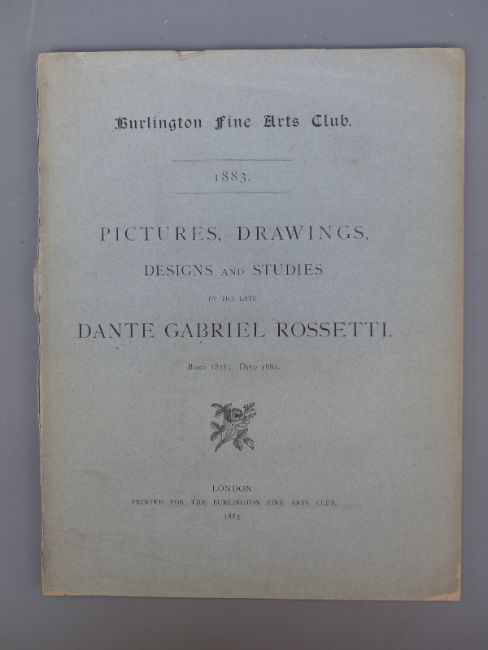 Burlington Fine Arts Club.
1883.
PICTURES, DRAWINGS,
DESIGNS AND STUDIES
BY THE LATE
DANTE GABRIEL ROSSETTI.
BORN 1828; DIED 1882.
LONDON:
PRINTED FOR THE BURLINGTON FINE ARTS CLUB.
1883.